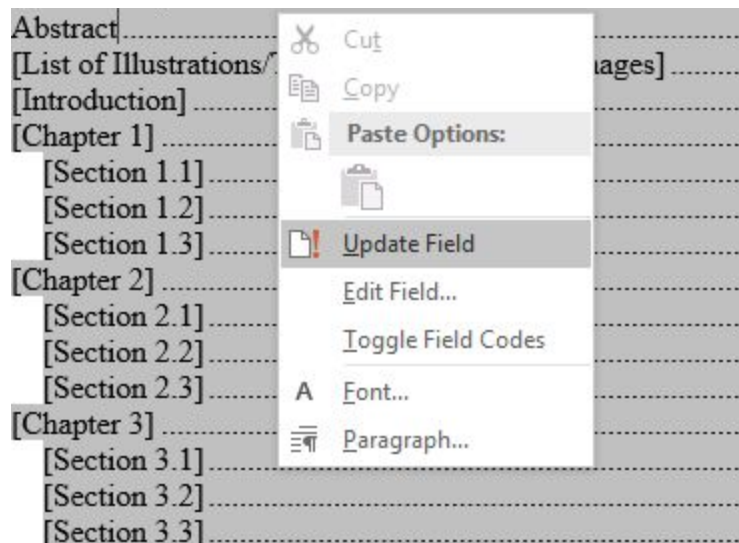 Abstract
[List of Illustrations/ ages]
[Introduction]
[Chapter 1]
[Section 1.1]
[Section 1.2]
[Section 1.3]
[Chapter 2]
[Section 2.1]
[Section 2.2]
[Section 2.3]
[Chapter 3]
[Section 3.1]
[Section 3.2]
[Section 3.3]
Cut
Copy
Paste Options:
Update Field
Edit Field...
Toggle Field Codes
A Font...
Paragraph...